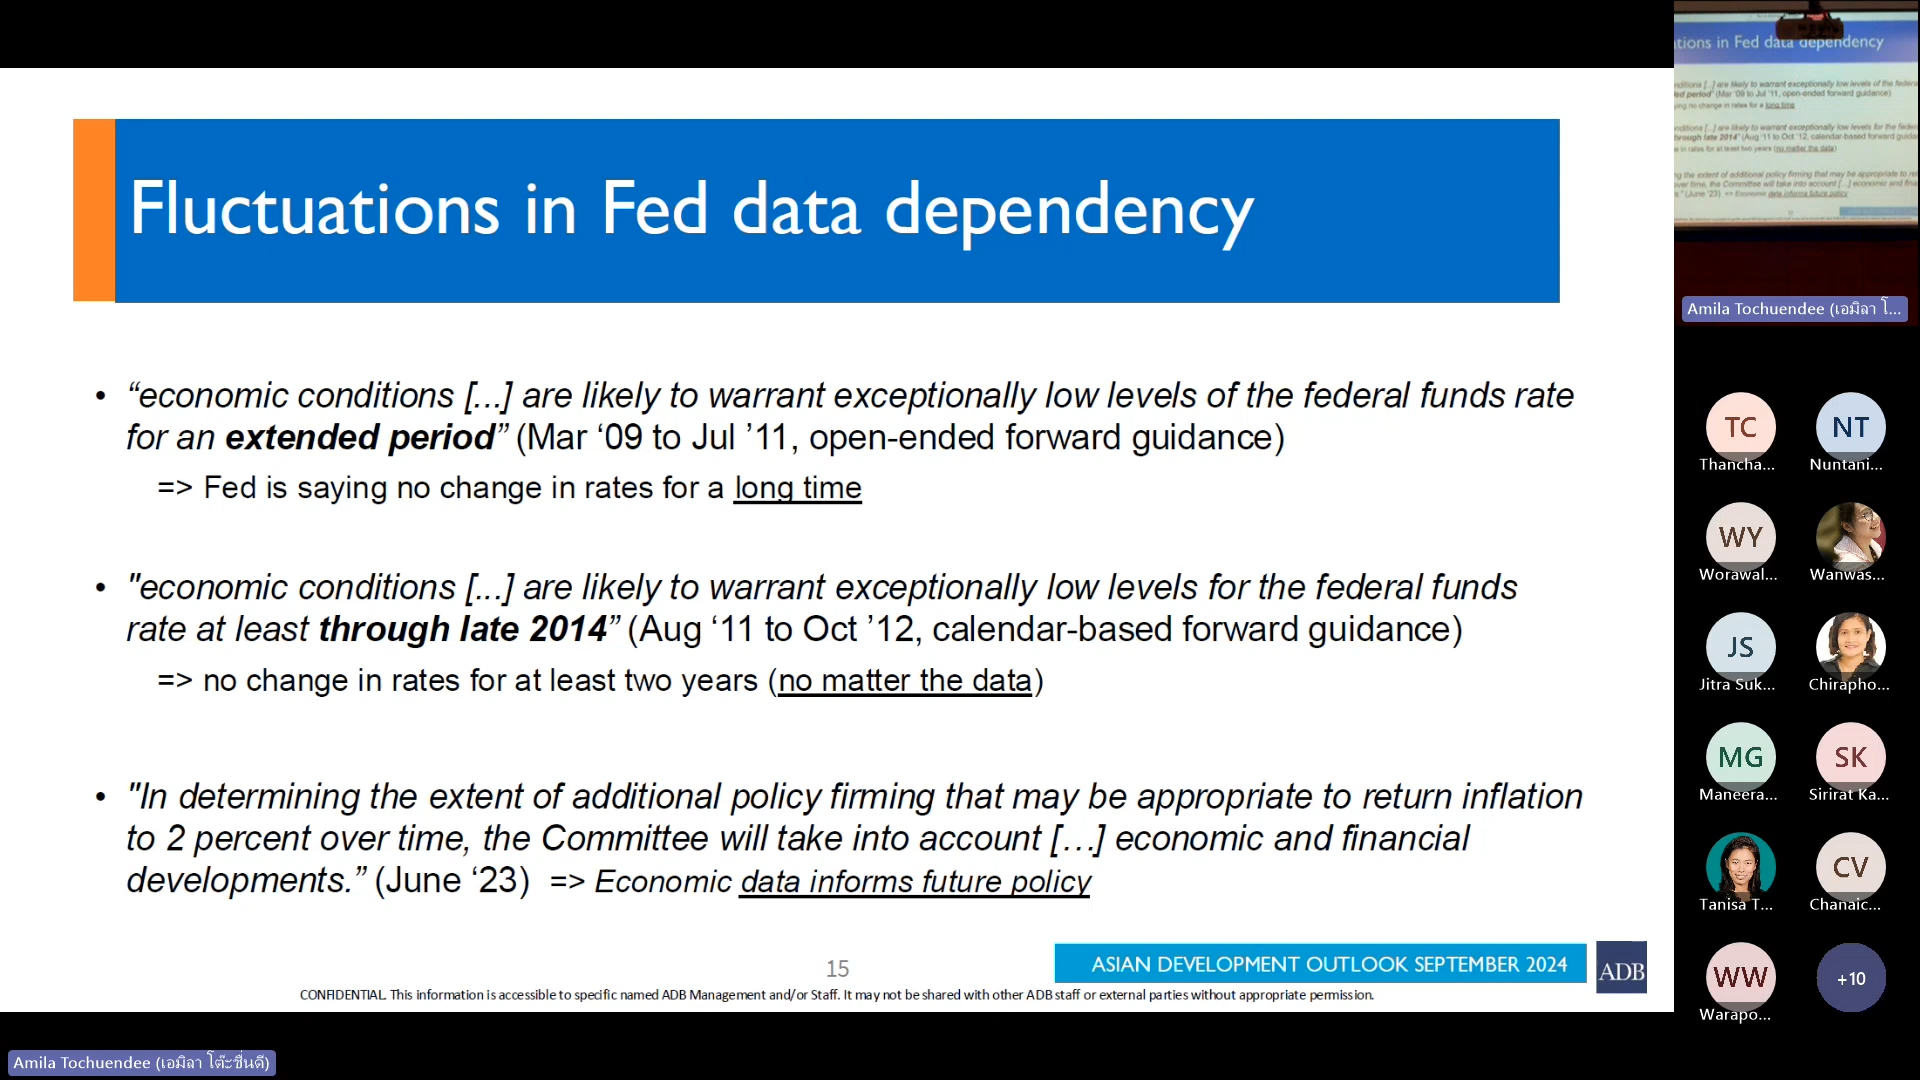 Fluctuations in Fed data dependency
• “economic conditions [...] are likely to warrant exceptionally low levels of the federal funds rate
for an extended period” (Mar ‘09 to Jul ’11, open-ended forward guidance)
=> Fed is saying no change in rates for a long time
• "economic conditions [...] are likely to warrant exceptionally low levels for the federal funds
rate at least through late 2014” (Aug ‘11 to Oct ’12, calendar-based forward guidance)
=> no change in rates for at least two years (no matter the data)
• "In determining the extent of additional policy firming that may be appropriate to return inflation
to 2 percent over time, the Committee will take into account […] economic and financial
developments.” (June ‘23) => Economic data informs future policy
15
ASIAN DEVELOPMENT OUTLOOK SEPTEMBER 2024
ADB
CONFIDENTIAL. This information is accessible to specific named ADB Management and/or Staff. It may not be shared with other ADB staff or external parties without appropriate permission.
Amila Tochuendee (เอมิลา โต๊ะชื่นดี)
tions in Fed data dependency
Amila Tochuendee (เอมิลา โ...
TC
Thancha...
NT
Nuntani...
WY
Worawal...
Wanwas...
JS
Jitra Suk...
Chirapho...
MG
Maneera...
SK
Sirirat Ka...
Tanisa T...
CV
Chanaic...
WW
Warapo...
+10